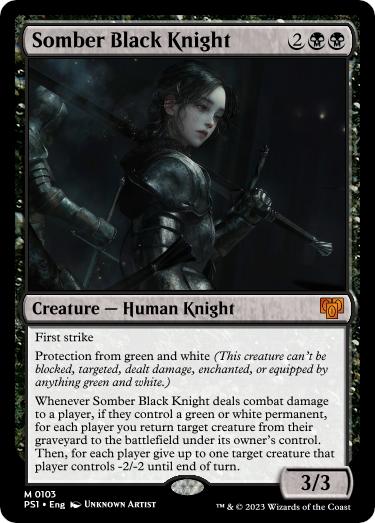 Somber Black Knight 2
Creature — Human Knight
First strike
Protection from green and white (This creature can't be
blocked, targeted, dealt damage, enchanted, or equipped by
anything green and white.)
Whenever Somber Black Knight deals combat damage
to a player, if they control a green or white permanent,
for each player you return target creature from their
graveyard to the battlefield under its owner's control.
Then, for each player give up to one target creature that
player controls -2/-2 until end of turn.
3/3
M 0103
PS1 • Eng Unknown Artist
™ & © 2023 Wizards of the Coast